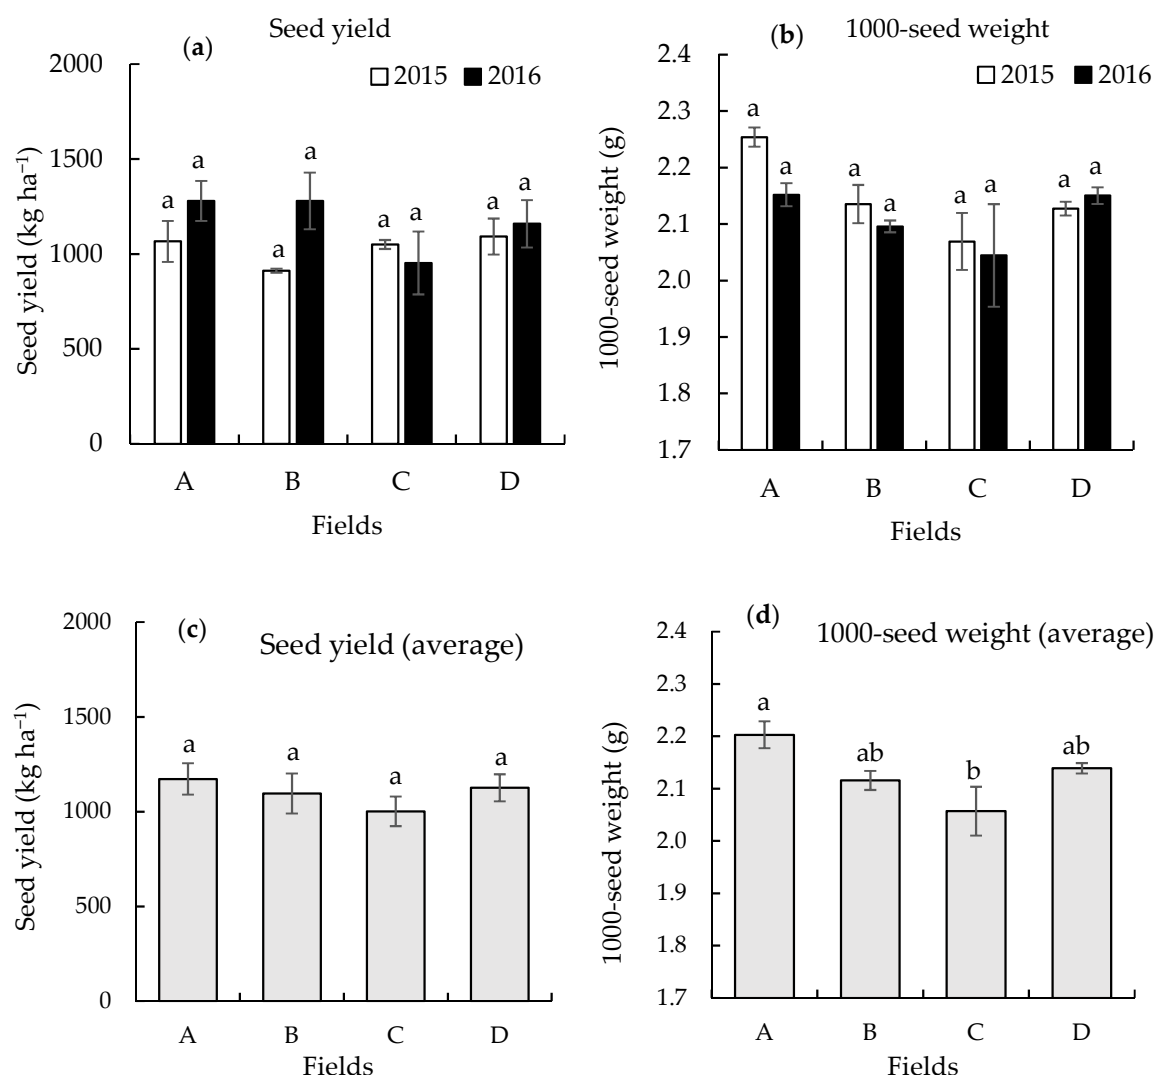 (a) Seed yield
2015 2016
2000
1500
1000
500
0
Seed yield (kg ha⁻¹)
a a a a a a a a
A B C D
Fields
(b) 1000-seed weight
2015 2016
2.4
2.3
2.2
2.1
2.0
1.9
1.8
1.7
1000-seed weight (g)
a a a a a a a a
A B C D
Fields
(c) Seed yield (average)
2000
1500
1000
500
0
Seed yield (kg ha⁻¹)
a a a a
A B C D
Fields
(d) 1000-seed weight (average)
2.4
2.3
2.2
2.1
2.0
1.9
1.8
1.7
1000-seed weight (g)
a ab b ab
A B C D
Fields